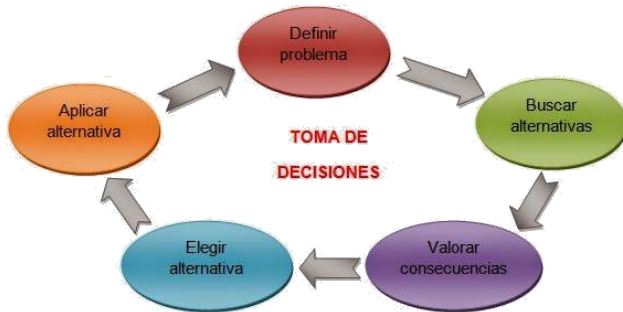 Definir
problema
Buscar
alternativas
Valorar
consecuencias
Elegir
alternativa
Aplicar
alternativa
TOMA DE
DECISIONES